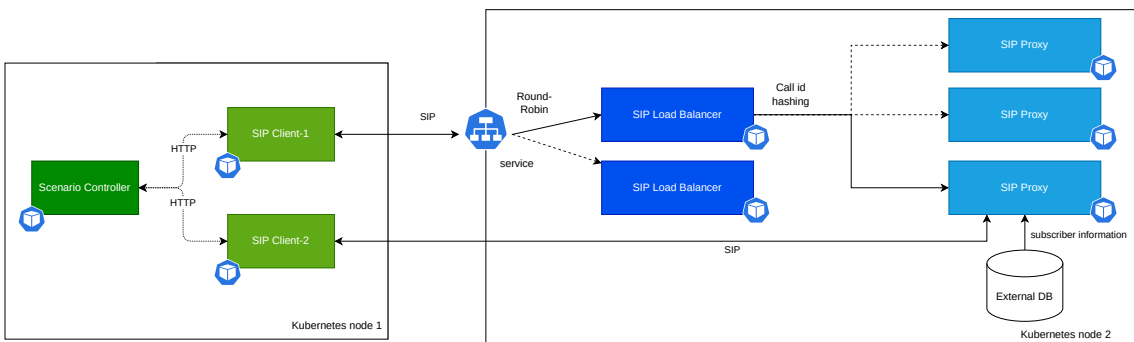 SIP Proxy
Round-
Robin
Call id
hashing
SIP
SIP Client-1
SIP Load Balancer
SIP Proxy
HTTP
service
Scenario Controller
SIP Load Balancer
SIP Proxy
HTTP
SIP Client-2
SIP
subscriber information
External DB
Kubernetes node 1
Kubernetes node 2